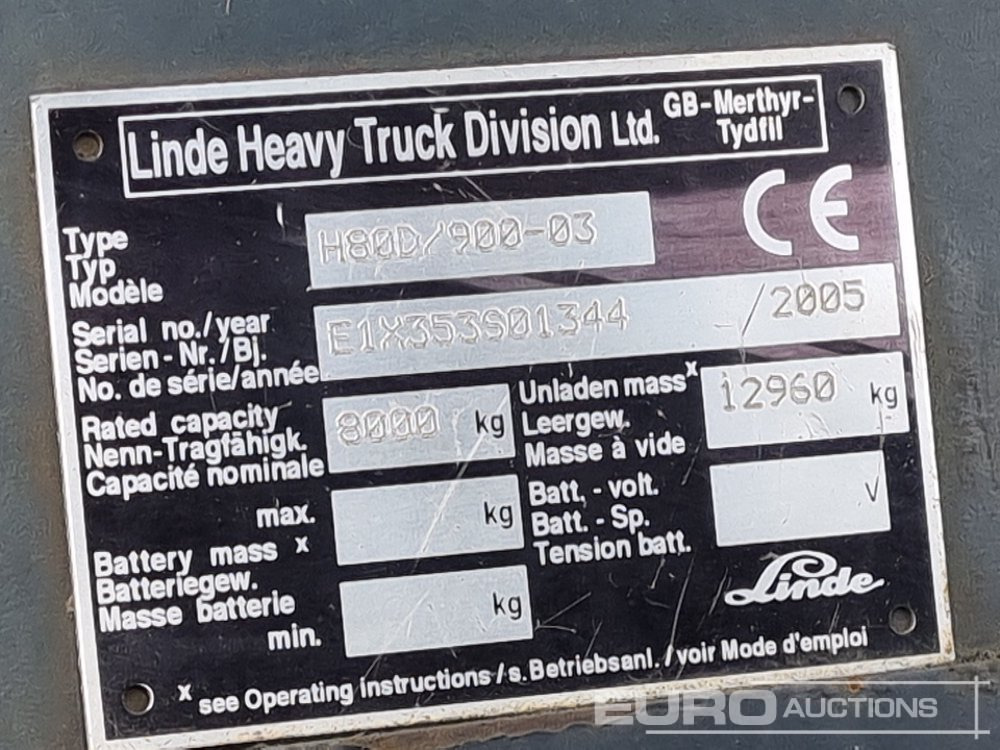 Linde Heavy Truck Division Ltd. GB-Merthyr-
Tydfil
CE
Type
Typ
Modèle
H80D/900-03
Serial no./year
Serien-Nr./Bj.
No. de série/année
E1X353S01344 /2005
Rated capacity
Nenn-Tragfähigk.
Capacité nominale
8000 kg
Unladen mass x
Leergew.
Masse à vide
12960 kg
Battery mass x
Batteriegew.
Masse batterie
max. kg
min. kg
Batt, - volt.
Batt. - Sp.
Tension batt.
V
Linde
x see Operating instructions / s. Betriebsanl. / voir Mode d'emploi
EURO AUCTIONS